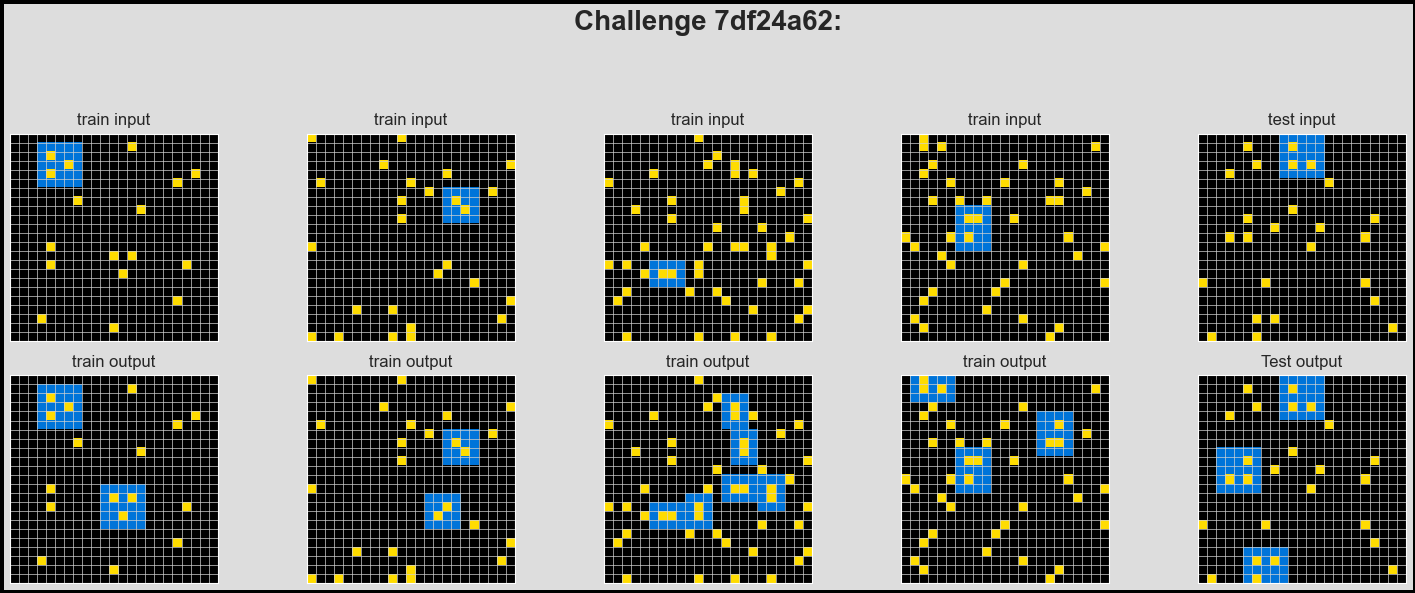 Challenge 7df24a62:
train input train input train input train input test input
train output train output train output train output Test output